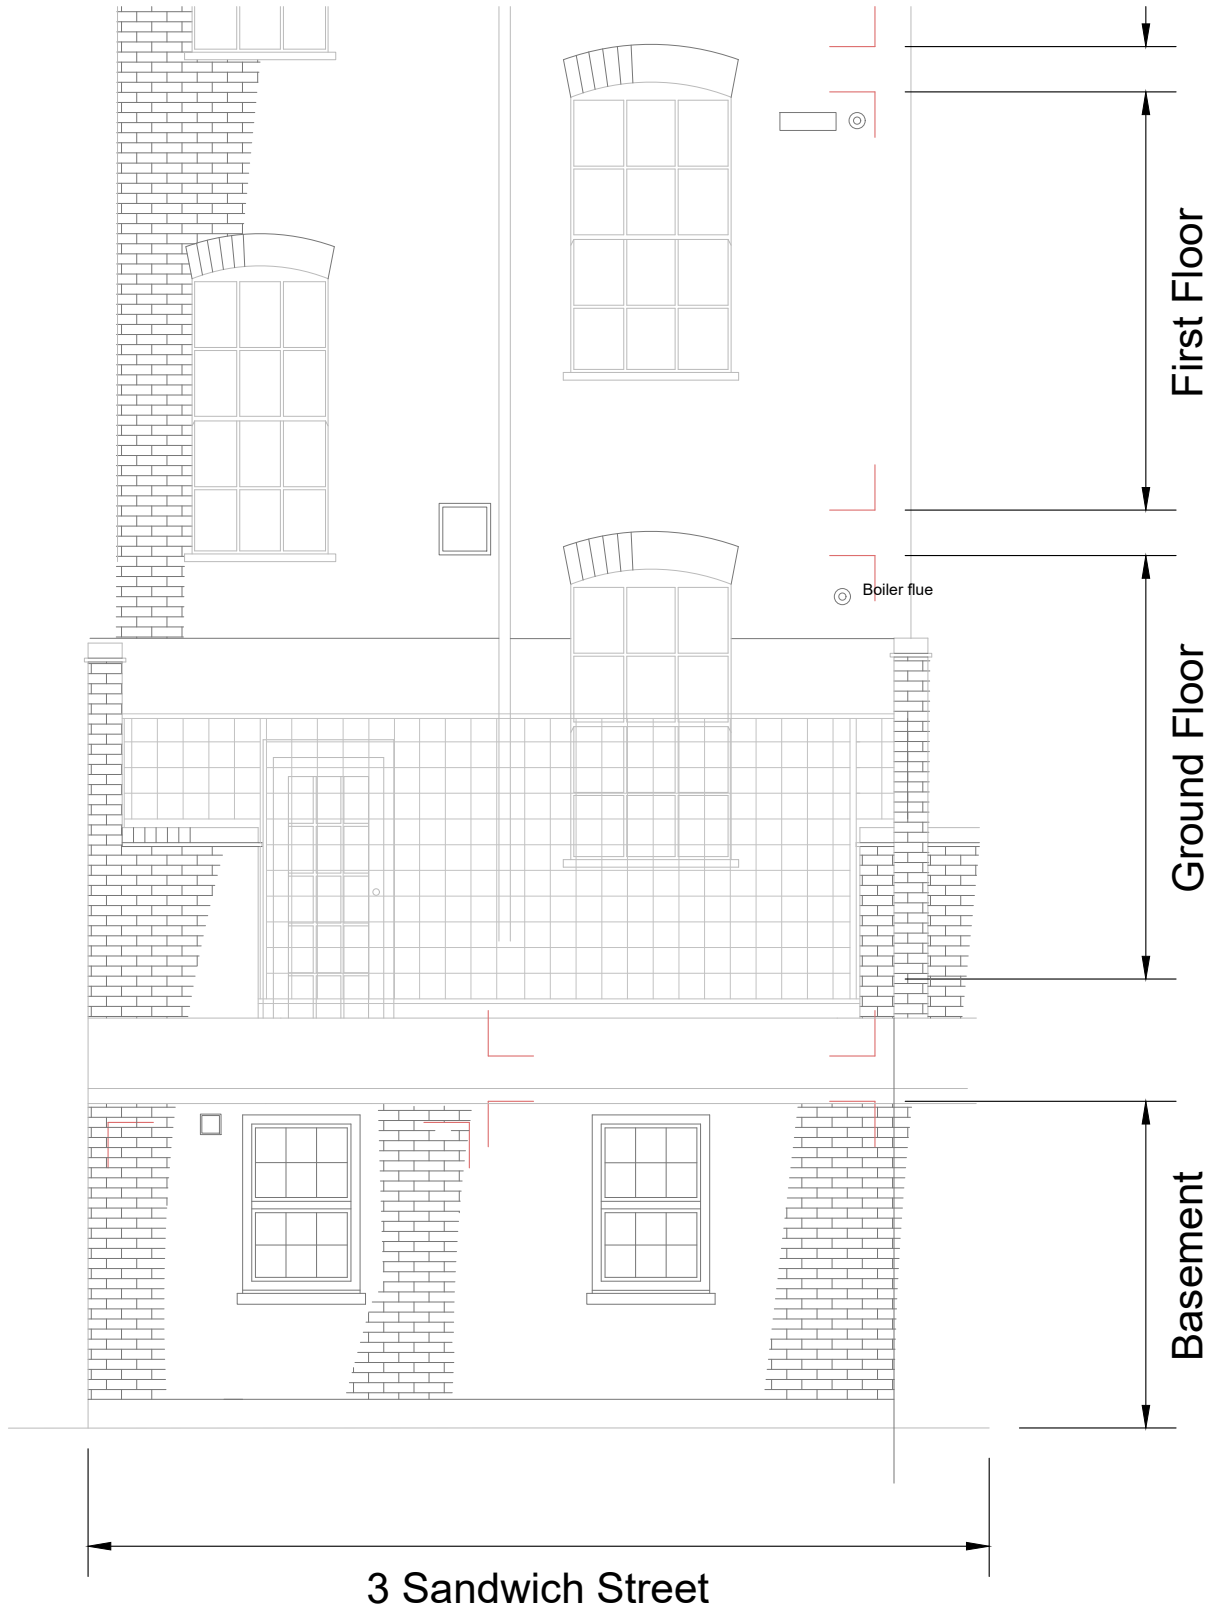 First Floor
Boiler flue
Ground Floor
Basement
3 Sandwich Street